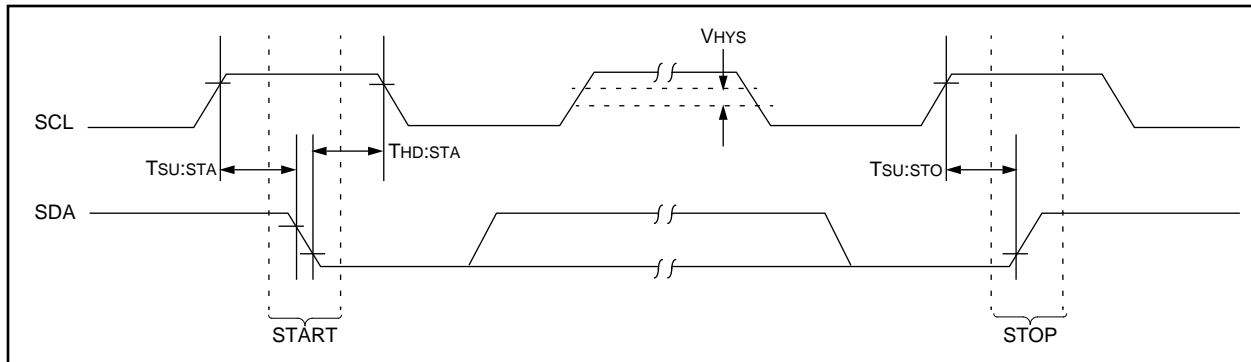 VHYS
SCL
TSU:STA
THD:STA
TSU:STO
SDA
START
STOP